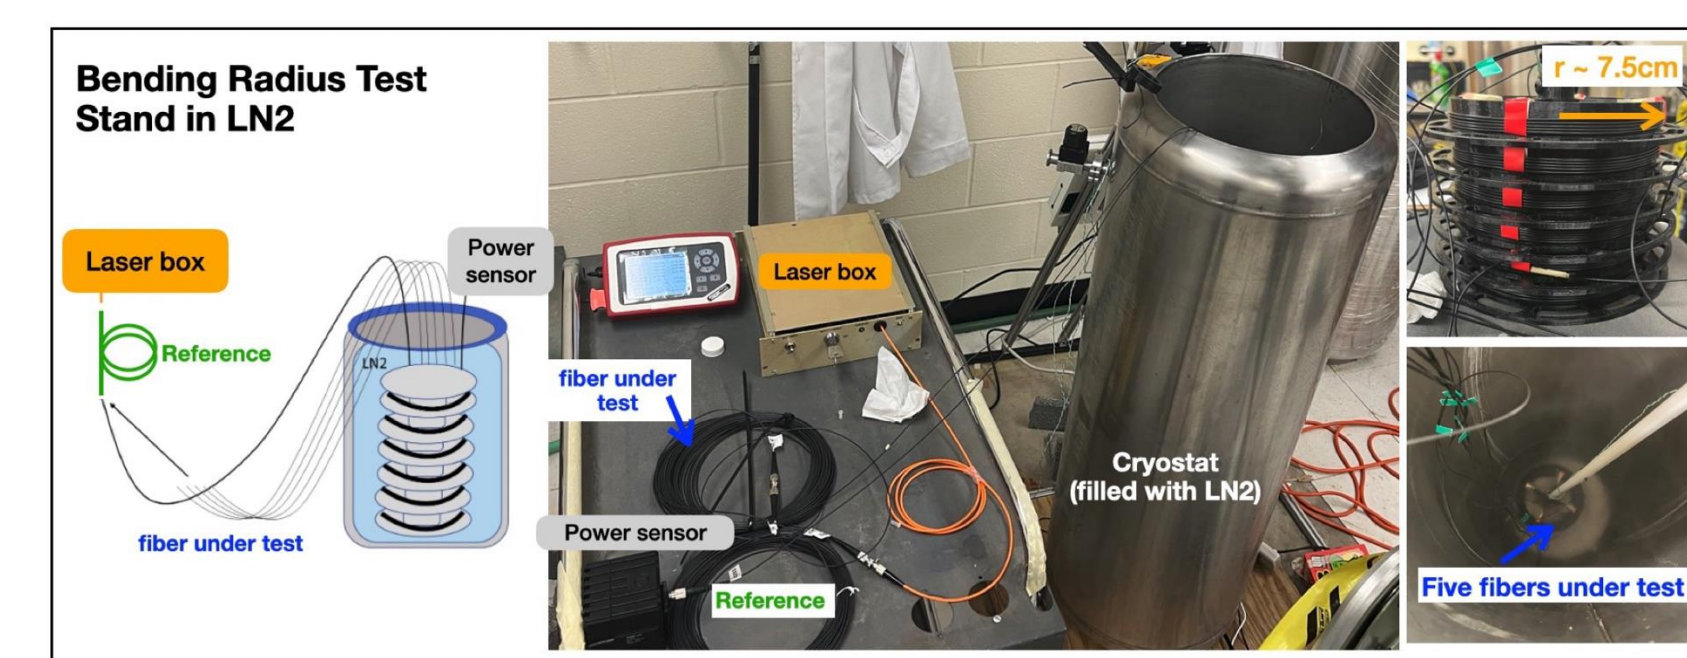 Bending Radius Test
Stand in LN2
Laser box
Power
sensor
Reference
LN2
fiber under test
Laser box
fiber under
test
Power sensor
Reference
Cryostat
(filled with LN2)
r ~ 7.5cm
Five fibers under test